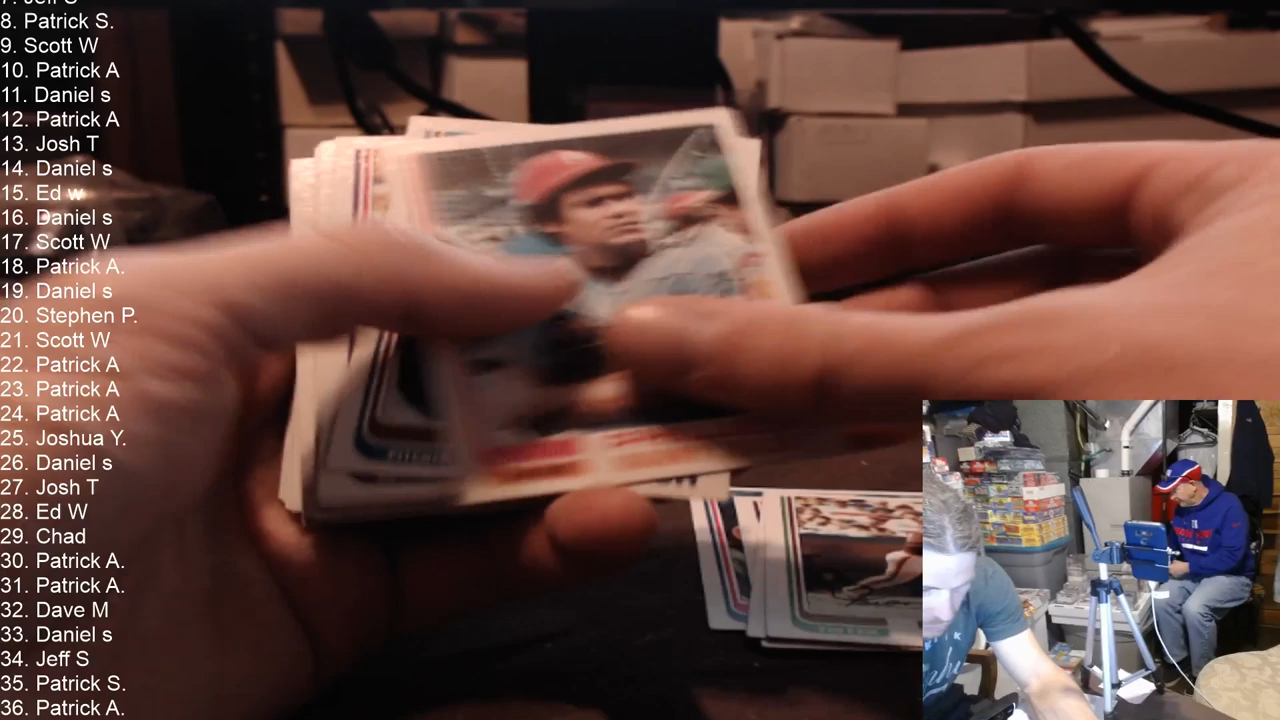 7. Jeff S
8. Patrick S.
9. Scott W
10. Patrick A
11. Daniel s
12. Patrick A
13. Josh T
14. Daniel s
15. Ed w
16. Daniel s
17. Scott W
18. Patrick A.
19. Daniel s
20. Stephen P.
21. Scott W
22. Patrick A
23. Patrick A
24. Patrick A
25. Joshua Y.
26. Daniel s
27. Josh T
28. Ed W
29. Chad
30. Patrick A.
31. Patrick A.
32. Dave M
33. Daniel s
34. Jeff S
35. Patrick S.
36. Patrick A.